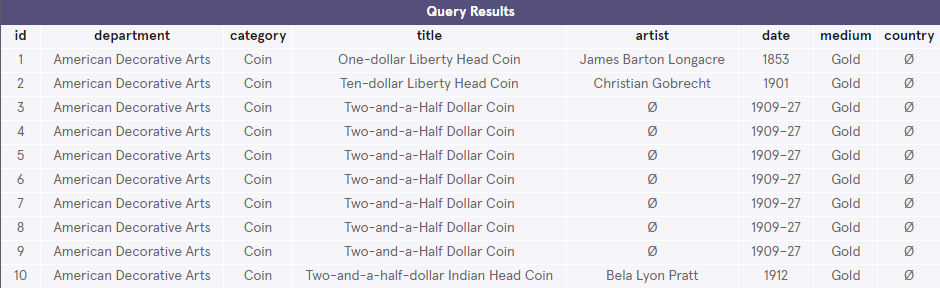 Query Results
id department category title artist date medium country
1 American Decorative Arts Coin One-dollar Liberty Head Coin James Barton Longacre 1853 Gold Ø
2 American Decorative Arts Coin Ten-dollar Liberty Head Coin Christian Gobrecht 1901 Gold Ø
3 American Decorative Arts Coin Two-and-a-Half Dollar Coin Ø 1909–27 Gold Ø
4 American Decorative Arts Coin Two-and-a-Half Dollar Coin Ø 1909–27 Gold Ø
5 American Decorative Arts Coin Two-and-a-Half Dollar Coin Ø 1909–27 Gold Ø
6 American Decorative Arts Coin Two-and-a-Half Dollar Coin Ø 1909–27 Gold Ø
7 American Decorative Arts Coin Two-and-a-Half Dollar Coin Ø 1909–27 Gold Ø
8 American Decorative Arts Coin Two-and-a-Half Dollar Coin Ø 1909–27 Gold Ø
9 American Decorative Arts Coin Two-and-a-Half Dollar Coin Ø 1909–27 Gold Ø
10 American Decorative Arts Coin Two-and-a-half-dollar Indian Head Coin Bela Lyon Pratt 1912 Gold Ø